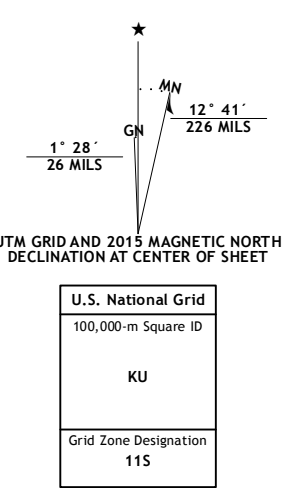 ★
MN
GN
12° 41´
226 MILS
1° 28´
26 MILS
UTM GRID AND 2015 MAGNETIC NORTH
DECLINATION AT CENTER OF SHEET
U.S. National Grid
100,000-m Square ID
KU
Grid Zone Designation
11S